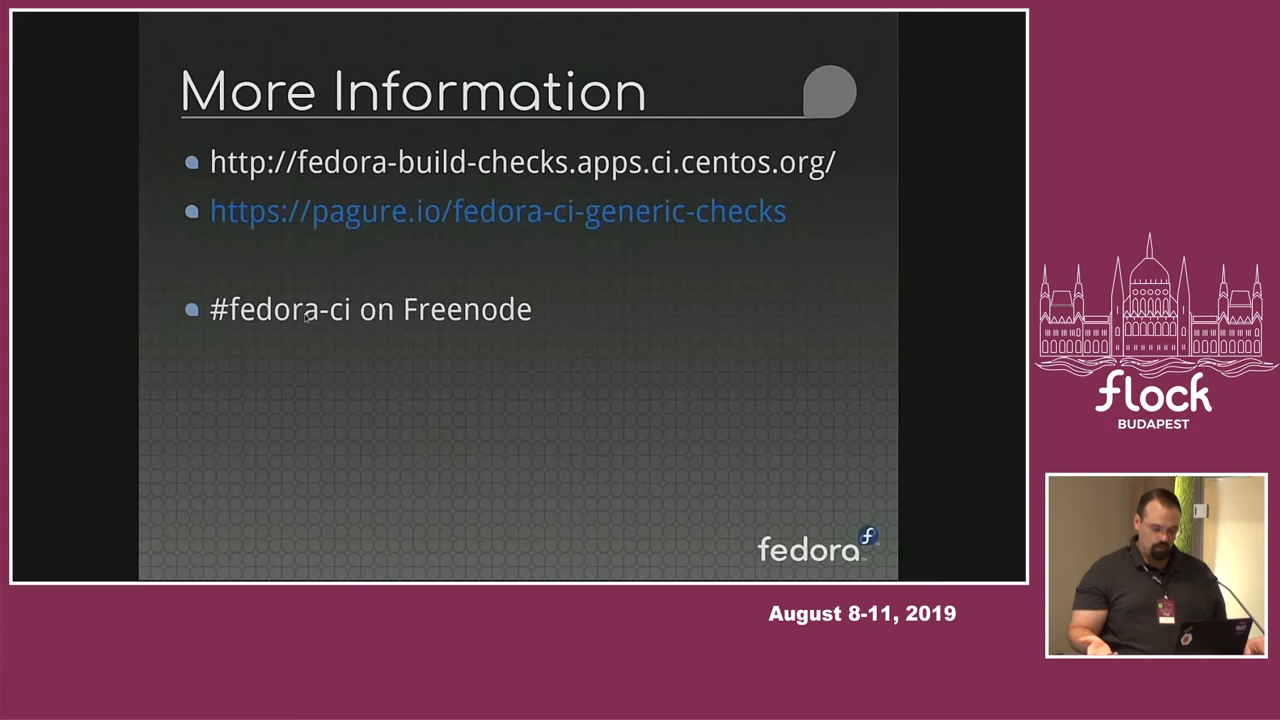 More Information
http://fedora-build-checks.apps.ci.centos.org/
https://pagure.io/fedora-ci-generic-checks
#fedora-ci on Freenode
fedora
flock
BUDAPEST
August 8-11, 2019